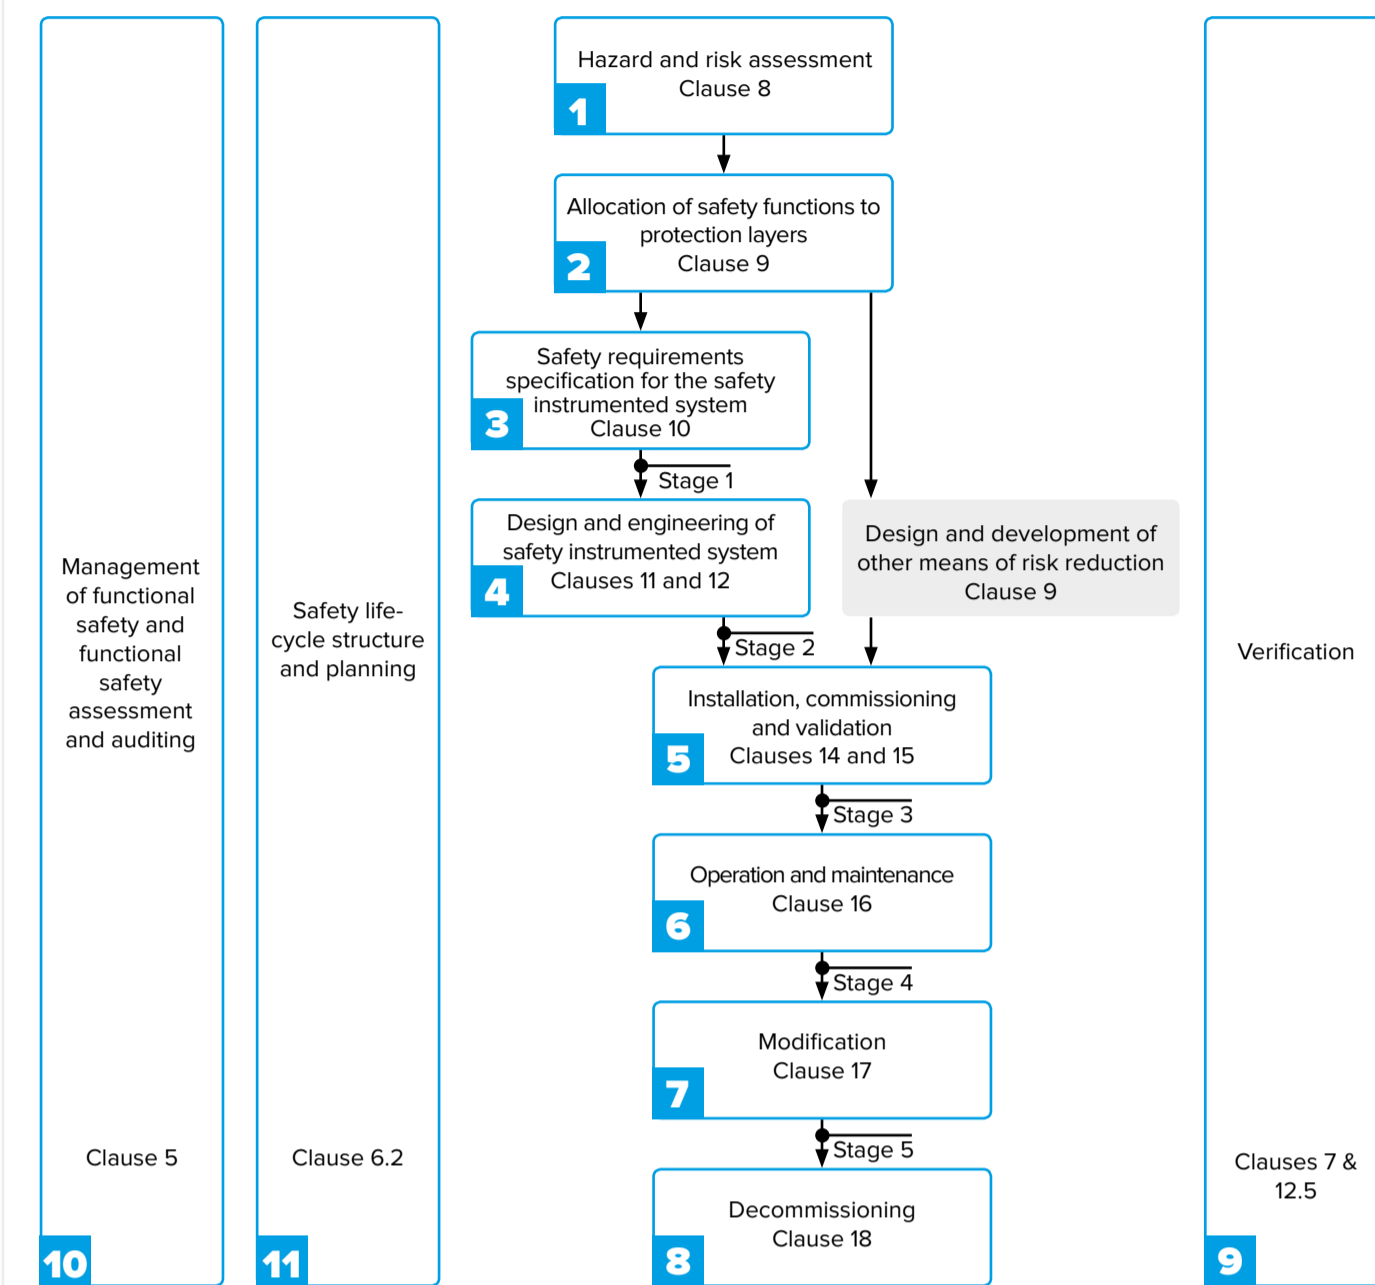 Management
of functional
safety and
functional
safety
assessment
and auditing
Clause 5
10
Safety life-
cycle structure
and planning
Clause 6.2
11
Hazard and risk assessment
Clause 8
1
Allocation of safety functions to
protection layers
Clause 9
2
Safety requirements
specification for the safety
instrumented system
Clause 10
3
Stage 1
Design and engineering of
safety instrumented system
Clauses 11 and 12
4
Design and development of
other means of risk reduction
Clause 9
Stage 2
Installation, commissioning
and validation
Clauses 14 and 15
5
Stage 3
Operation and maintenance
Clause 16
6
Stage 4
Modification
Clause 17
7
Stage 5
Decommissioning
Clause 18
8
Verification
Clauses 7 &
12.5
9